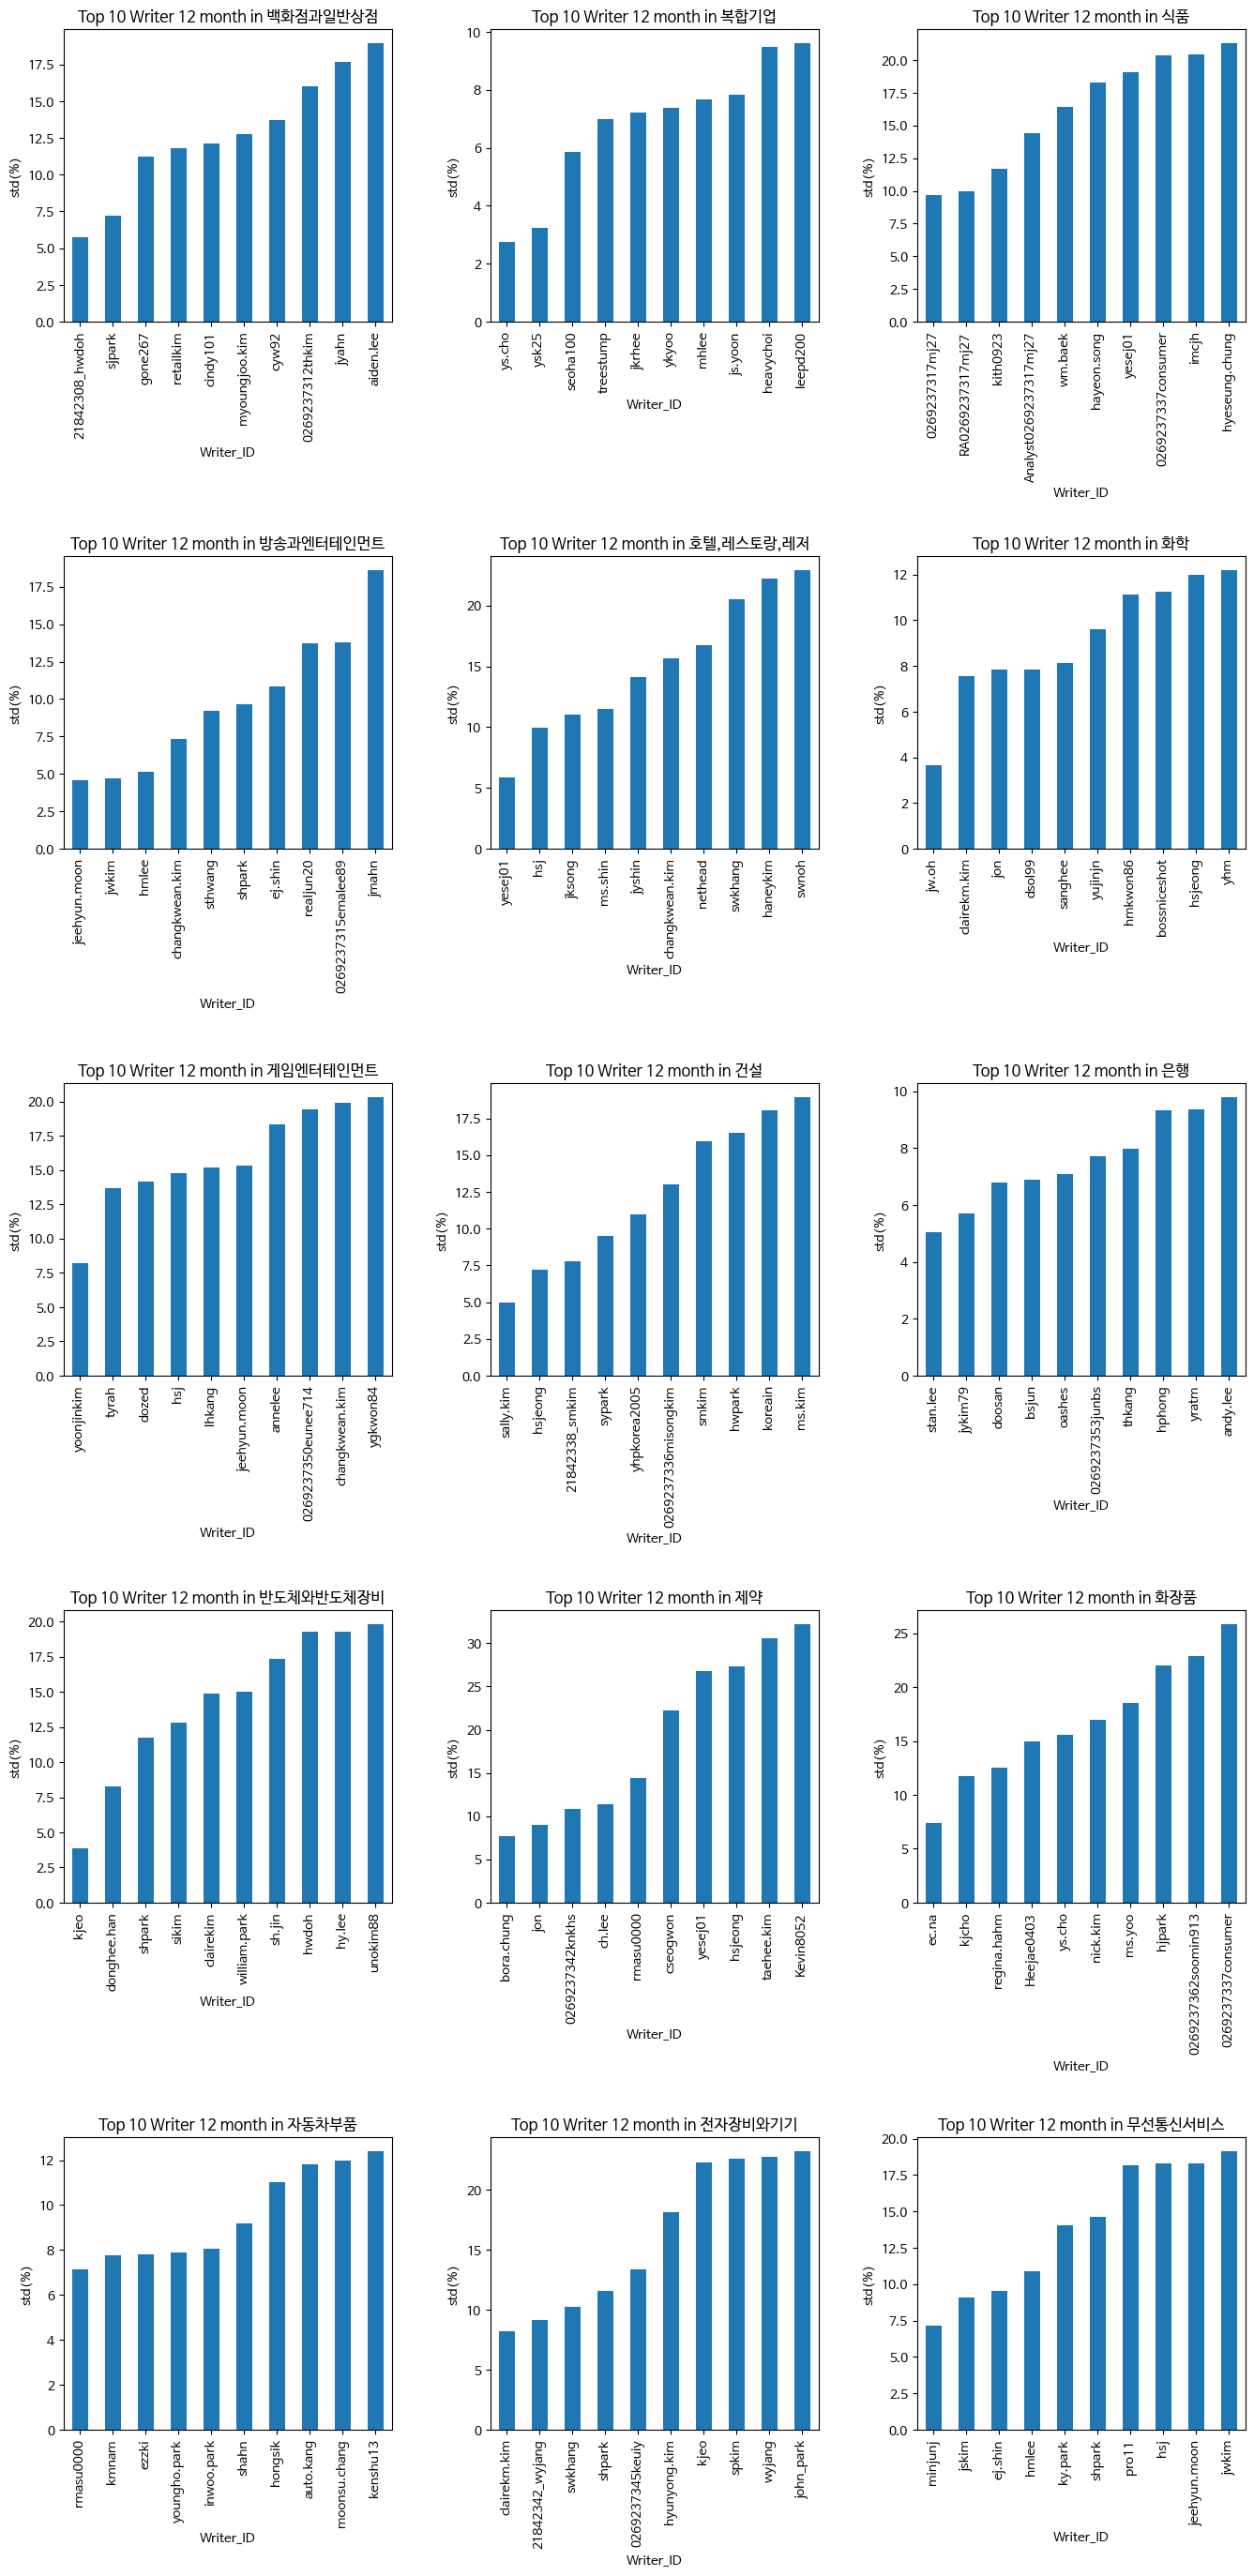 Top 10 Writer 12 month in 백화점과일반상점
17.5
15.0
12.5
10.0
7.5
5.0
2.5
0.0
std(%)
21842308_hwdoh
sjpark
gone267
retailkim
cindy101
myoungjoo.kim
cyw92
0269237312thkim
jyahn
aiden.lee
Writer_ID
Top 10 Writer 12 month in 복합기업
10
8
6
4
2
0
std(%)
ys.cho
ysk25
seoha100
treestump
jkrhee
ykyoo
mhlee
js.yoon
heavychoi
leepd200
Writer_ID
Top 10 Writer 12 month in 식품
20.0
17.5
15.0
12.5
10.0
7.5
5.0
2.5
0.0
std(%)
0269237317mj27
RA0269237317mj27
kith0923
Analyst0269237317mj27
wm.baek
hayeon.song
yesej01
0269237337consumer
imcjh
hyeseung.chung
Writer_ID
Top 10 Writer 12 month in 방송과엔터테인먼트
17.5
15.0
12.5
10.0
7.5
5.0
2.5
0.0
std(%)
jeehyun.moon
jwkim
hmlee
changkwean.kim
sthwang
shpark
ej.shin
reaijun20
0269237315emalee89
jmahn
Writer_ID
Top 10 Writer 12 month in 호텔,레스토랑,레저
20
15
10
5
0
std(%)
yesej01
hsj
jksong
ms.shin
jyshin
changkwean.kim
nethead
swkhang
haneykim
swnoh
Writer_ID
Top 10 Writer 12 month in 화학
12
10
8
6
4
2
0
std(%)
jw.oh
clairekm.kim
jon
dsol99
sanghee
yujinjn
hmkwon86
bossniceshot
hsjeong
yhm
Writer_ID
Top 10 Writer 12 month in 게임엔터테인먼트
20.0
17.5
15.0
12.5
10.0
7.5
5.0
2.5
0.0
std(%)
yoonjinkim
tyrah
dozed
hsj
lhkang
jeehyun.moon
annelee
0269237350eunee714
changkwean.kim
ygkwon84
Writer_ID
Top 10 Writer 12 month in 건설
17.5
15.0
12.5
10.0
7.5
5.0
2.5
0.0
std(%)
sally.kim
hsjeong
21842338_smkim
sypark
yhpkorea2005
0269237336misongkim
smkim
hwpark
koreain
ms.kim
Writer_ID
Top 10 Writer 12 month in 은행
10
8
6
4
2
0
std(%)
stan.lee
jykim79
doosan
bsjun
oashes
0269237353junbs
thkang
hphong
yratm
andy.lee
Writer_ID
Top 10 Writer 12 month in 반도체와반도체장비
20.0
17.5
15.0
12.5
10.0
7.5
5.0
2.5
0.0
std(%)
kjeo
donghee.han
shpark
sikim
clairekim
william.park
sh.jin
hwdoh
hy.lee
unokim88
Writer_ID
Top 10 Writer 12 month in 제약
30
25
20
15
10
5
0
std(%)
bora.chung
jon
0269237342knkhs
ch.lee
rmasu0000
cseogwon
yesej01
hsjeong
taehee.kim
Kevin8052
Writer_ID
Top 10 Writer 12 month in 화장품
25
20
15
10
5
0
std(%)
ec.na
kjcho
regina.hahm
Heejae0403
ys.cho
nick.kim
ms.yoo
hjpark
0269237362soomin913
0269237337consumer
Writer_ID
Top 10 Writer 12 month in 자동차부품
12
10
8
6
4
2
0
std(%)
rmasu0000
kmnam
ezzki
youngho.park
inwoo.park
shahn
hongsik
auto.kang
moonsu.chang
kenshu13
Writer_ID
Top 10 Writer 12 month in 전자장비와기기
20
15
10
5
0
std(%)
clairekm.kim
21842342_wyjang
swkhang
shpark
0269237345keuiy
hyunyong.kim
kjeo
spkim
wyjang
john_park
Writer_ID
Top 10 Writer 12 month in 무선통신서비스
20.0
17.5
15.0
12.5
10.0
7.5
5.0
2.5
0.0
std(%)
minjunj
jskim
ej.shin
hmlee
ky.park
shpark
pro11
hsj
jeehyun.moon
jwkim
Writer_ID